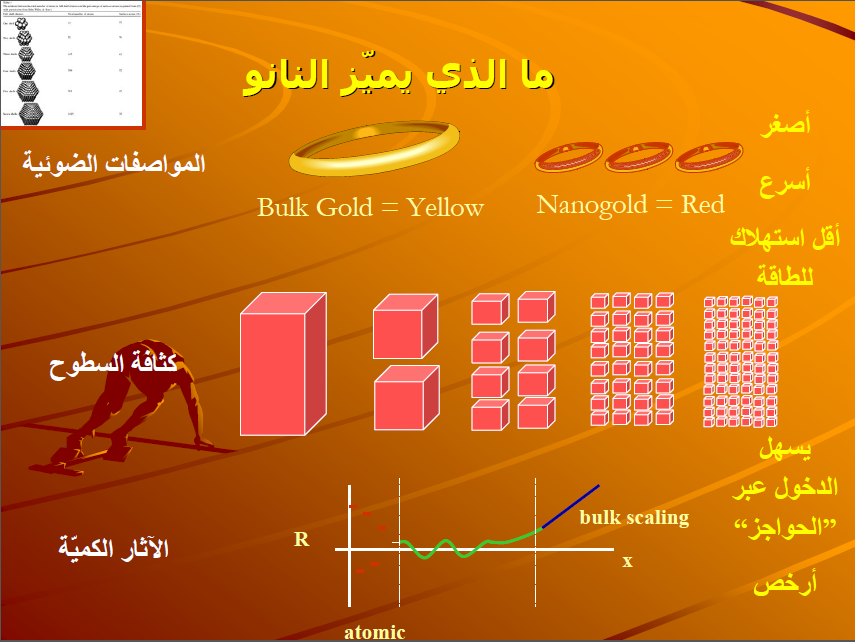 ما الذي يميّز النانو
أصغر
المواصفات الضوئية
أسرع
Bulk Gold = Yellow
Nanogold = Red
أقل استهلاك
للطاقة
كثافة السطوح
يسهل
الدخول عبر
”الحواجز“
bulk scaling
R
الآثار الكميّة
x
أرخص
atomic